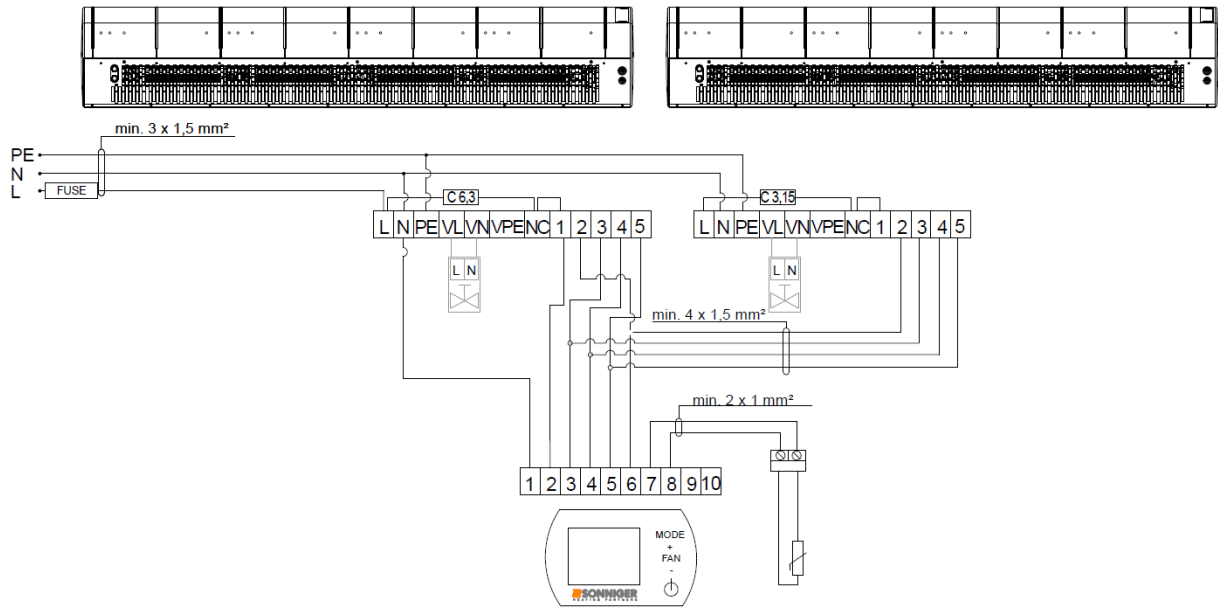 min. 3 x 1,5 mm²
PE
N
L FUSE
C 6,3 C 3,15
L N PE VL VN VPE NC 1 2 3 4 5 L N PE VL VN VPE NC 1 2 3 4 5
L N L N
min. 4 x 1,5 mm²
min. 2 x 1 mm²
1 2 3 4 5 6 7 8 9 10
MODE
+
FAN
-
SONNIGER
HEATING PARTNERS